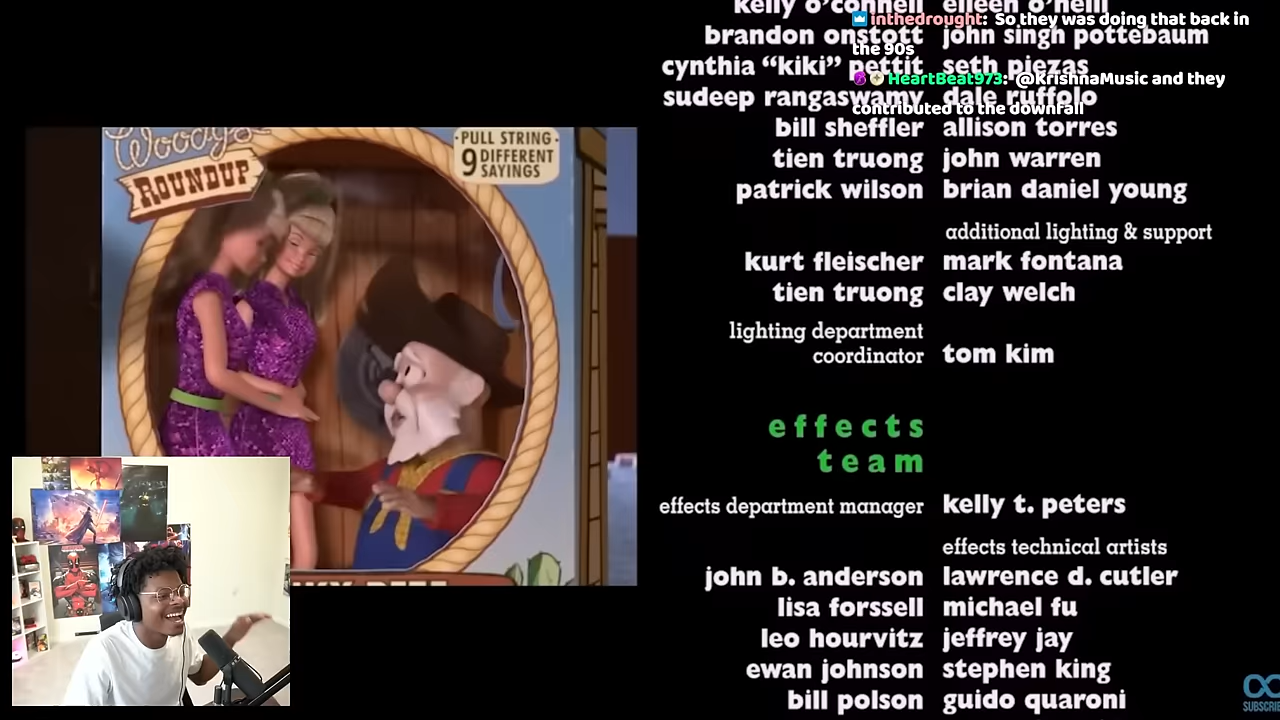 kelly o'connell eileen o'neill
inthedrought: So they was doing that back in
the 90s
brandon onstott john singh pottebaum
cynthia “kiki” pettit seth piezas
HeartBeat973: @KrishnaMusic and they
contributed to the downfall
sudeep rangaswamy dale ruffolo
bill sheffler allison torres
tien truong john warren
patrick wilson brian daniel young
additional lighting & support
kurt fleischer mark fontana
tien truong clay welch
lighting department
coordinator tom kim
effects
team
effects department manager kelly t. peters
effects technical artists
john b. anderson lawrence d. cutler
lisa forssell michael fu
leo hourvitz jeffrey jay
ewan johnson stephen king
bill polson guido quaroni
Woody's
ROUNDUP
PULL STRING
9 DIFFERENT
SAYINGS
SUBSCRIBE